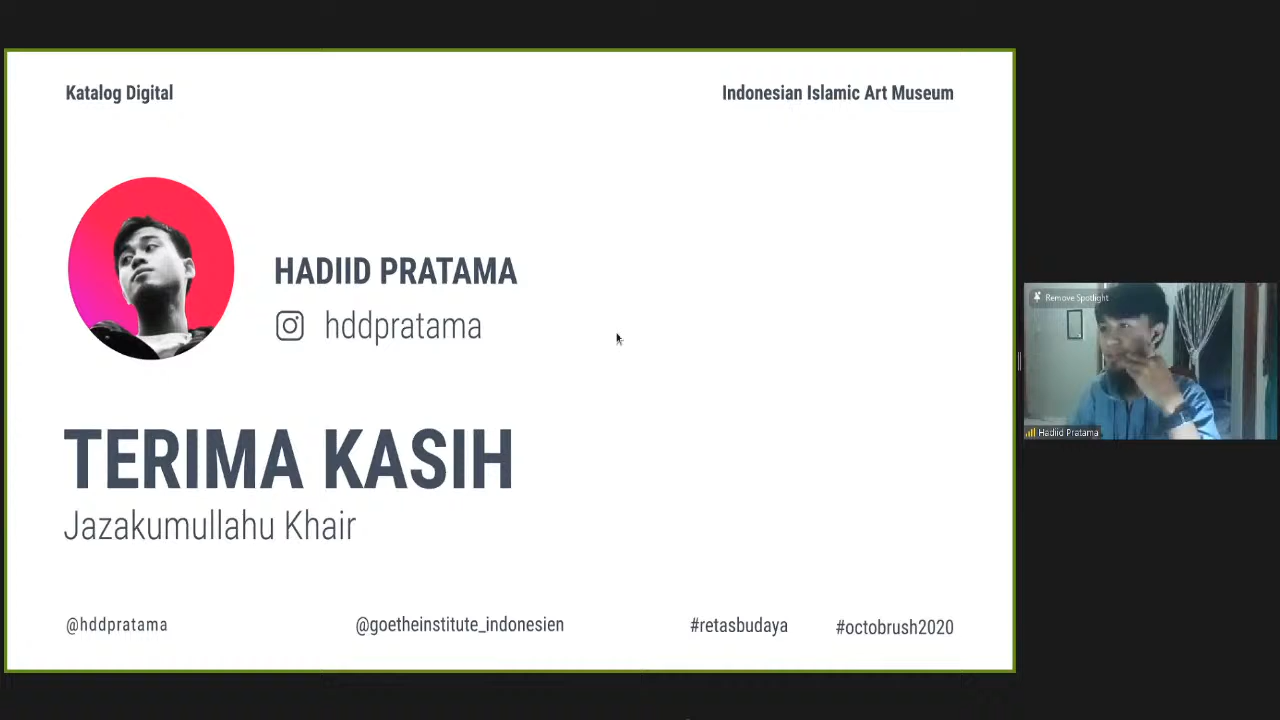 Katalog Digital
Indonesian Islamic Art Museum
HADIID PRATAMA
hddpratama
TERIMA KASIH
Jazakumullahu Khair
@hddpratama
@goetheinstitute_indonesien
#retasbudaya
#octobrush2020
Remove Spotlight
Hadiid Pratama